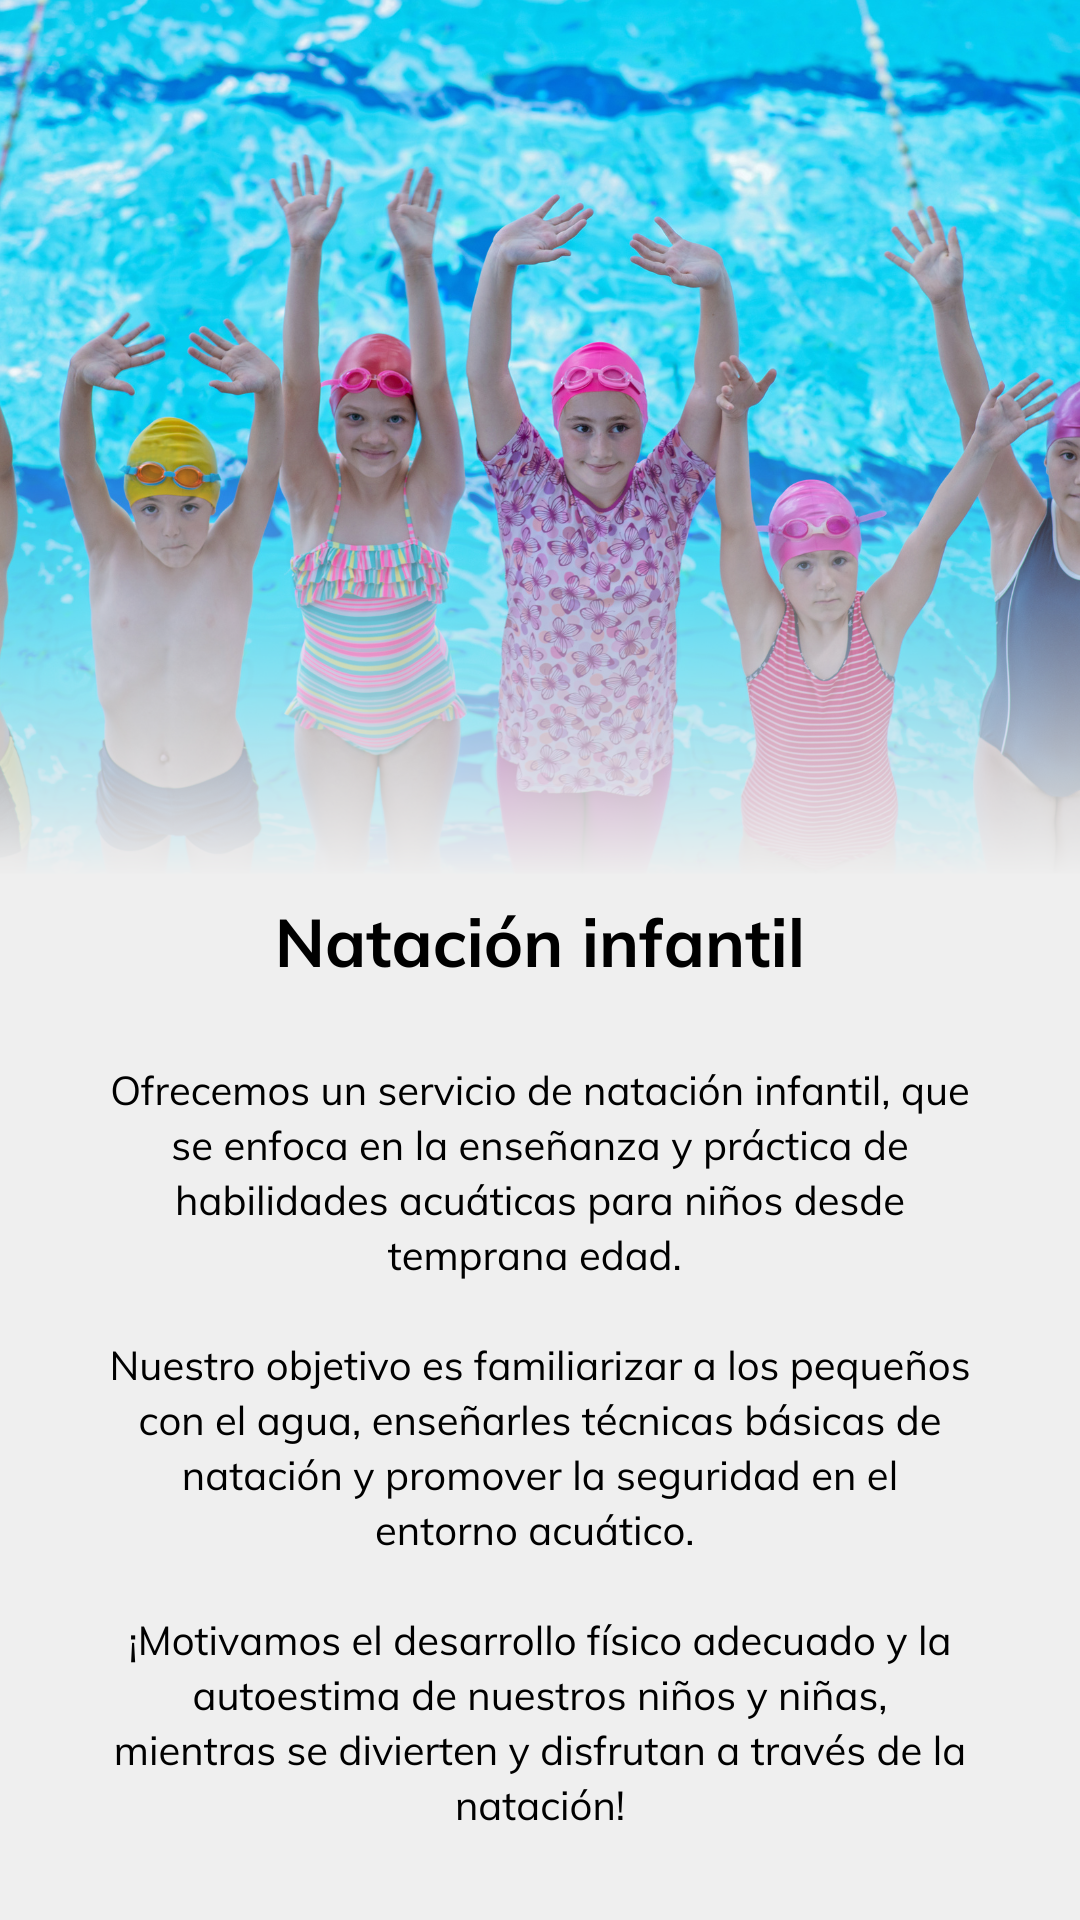 Natación infantil
Ofrecemos un servicio de natación infantil, que
se enfoca en la enseñanza y práctica de
habilidades acuáticas para niños desde
temprana edad.
Nuestro objetivo es familiarizar a los pequeños
con el agua, enseñarles técnicas básicas de
natación y promover la seguridad en el
entorno acuático.
¡Motivamos el desarrollo físico adecuado y la
autoestima de nuestros niños y niñas,
mientras se divierten y disfrutan a través de la
natación!